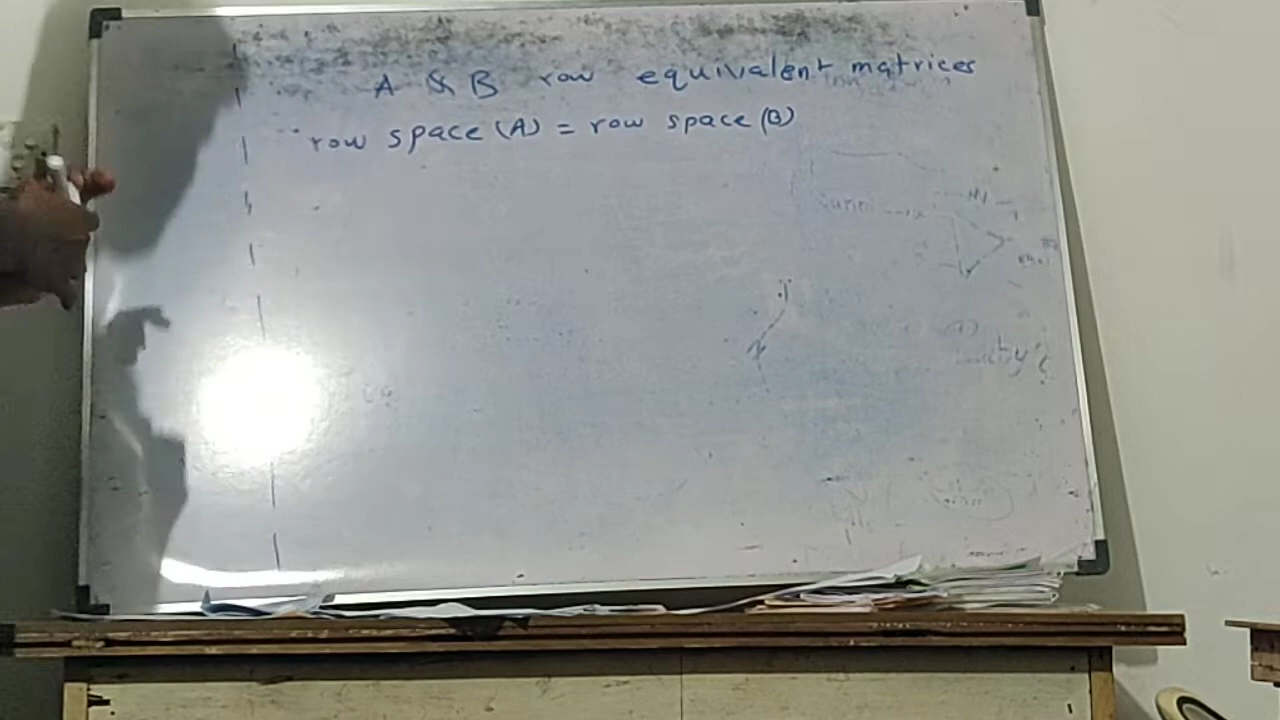 A & B row equivalent matrices
row space (A) = row space (B)